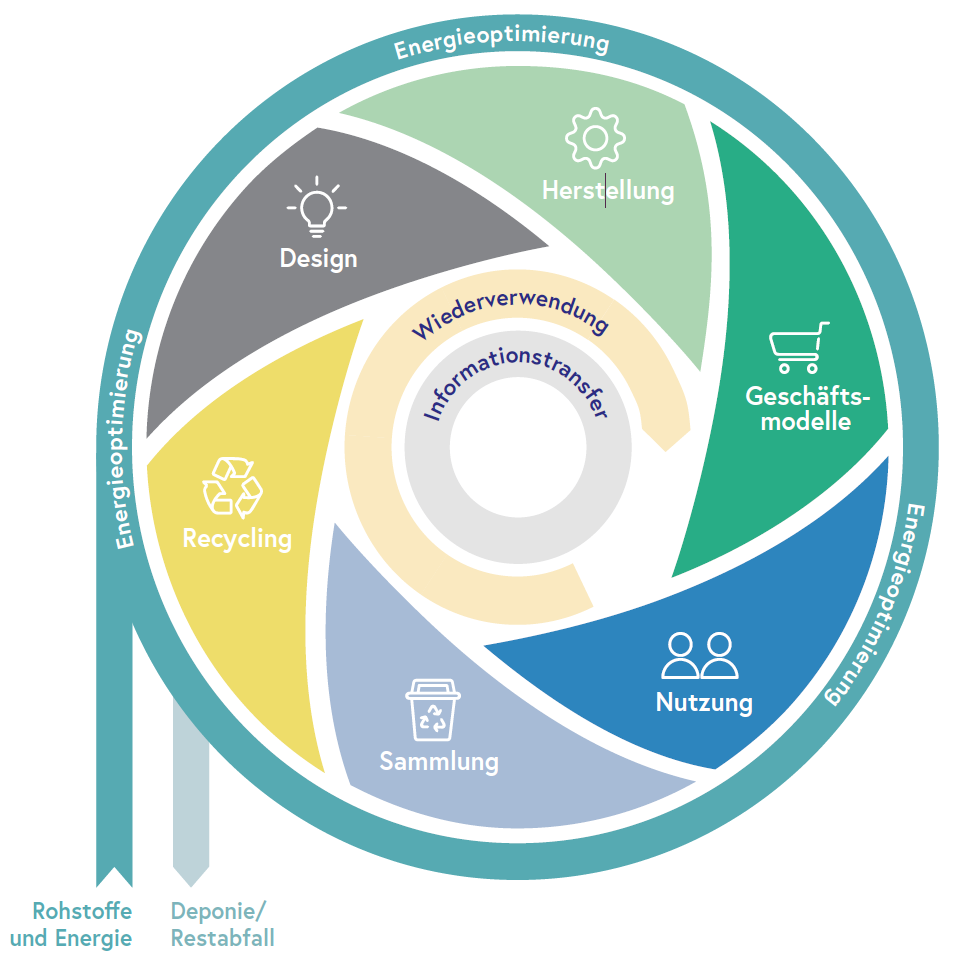 Energieoptimierung
Herstellung
Design
Wiederverwendung
Informationstransfer
Energieoptimierung
Geschäfts-
modelle
Recycling
Energieoptimierung
Nutzung
Sammlung
Rohstoffe
und Energie
Deponie/
Restabfall